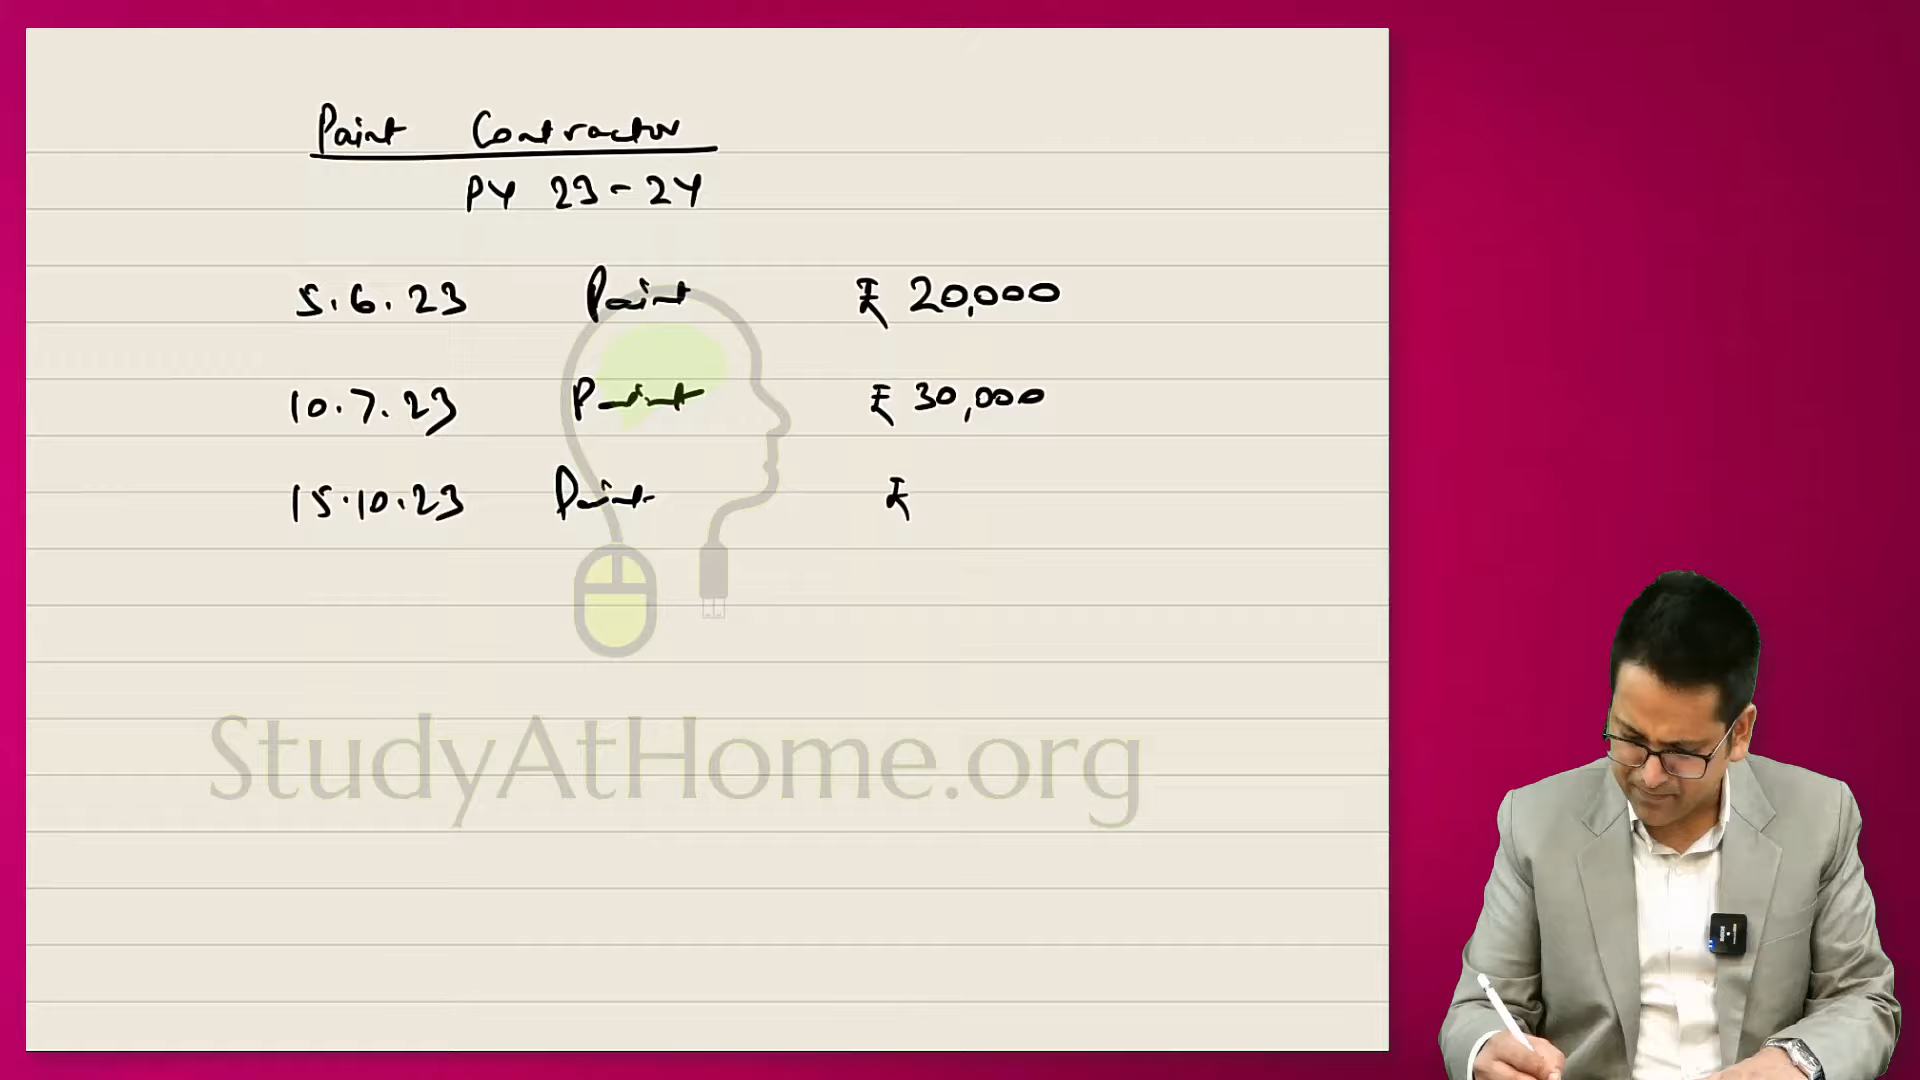 Paint Contractor
PY 23-24
5.6.23 Paint ₹ 20,000
10.7.23 Paint ₹ 30,000
15.10.23 Paint ₹
StudyAtHome.org